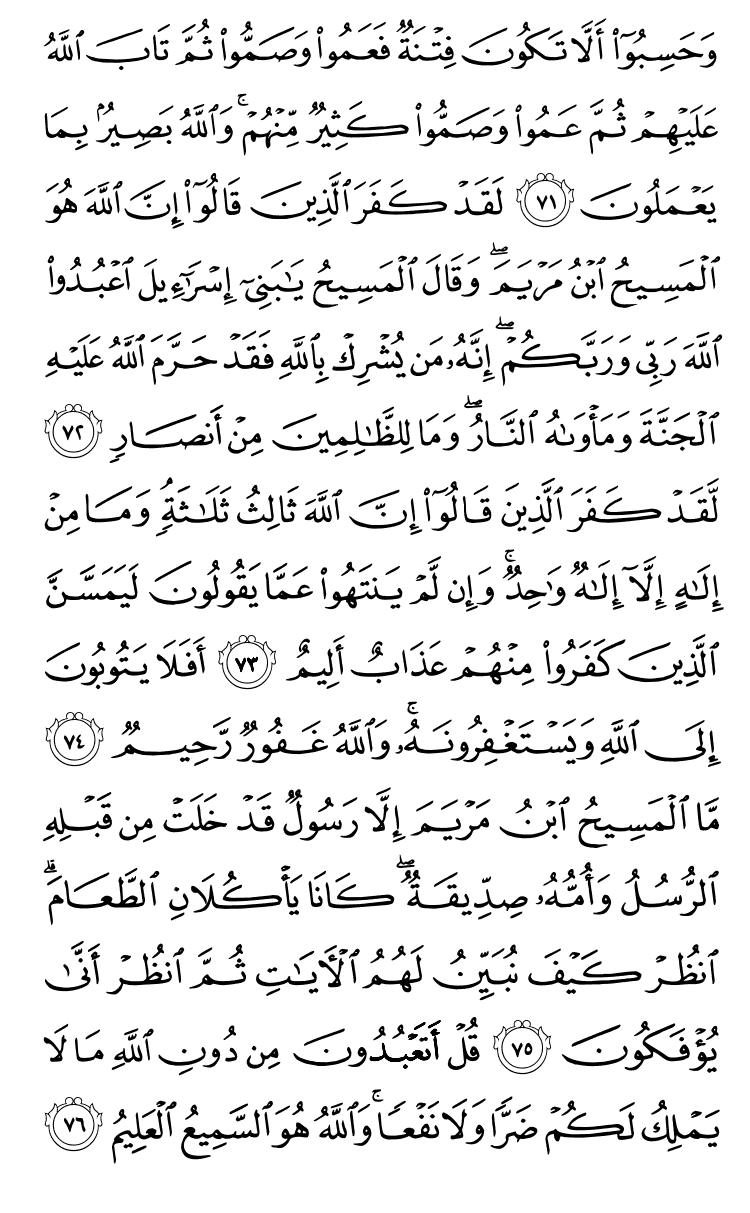 وَحَسِبُوٓا۟ أَلَّا تَكُونَ فِتْنَةٌ فَعَمُوا۟ وَصَمُّوا۟ ثُمَّ تَابَ ٱللَّهُ
عَلَيْهِمْ ثُمَّ عَمُوا۟ وَصَمُّوا۟ كَثِيرٌ مِّنْهُمْ ۚ وَٱللَّهُ بَصِيرٌۢ بِمَا
يَعْمَلُونَ ٧١ لَقَدْ كَفَرَ ٱلَّذِينَ قَالُوٓا۟ إِنَّ ٱللَّهَ هُوَ
ٱلْمَسِيحُ ٱبْنُ مَرْيَمَ ۖ وَقَالَ ٱلْمَسِيحُ يَـٰبَنِىٓ إِسْرَٰٓءِيلَ ٱعْبُدُوا۟
ٱللَّهَ رَبِّى وَرَبَّكُمْ ۖ إِنَّهُۥ مَن يُشْرِكْ بِٱللَّهِ فَقَدْ حَرَّمَ ٱللَّهُ عَلَيْهِ
ٱلْجَنَّةَ وَمَأْوَىٰهُ ٱلنَّارُ ۖ وَمَا لِلظَّـٰلِمِينَ مِنْ أَنصَارٍ ٧٢
لَّقَدْ كَفَرَ ٱلَّذِينَ قَالُوٓا۟ إِنَّ ٱللَّهَ ثَالِثُ ثَلَـٰثَةٍ ۘ وَمَا مِنْ
إِلَـٰهٍ إِلَّآ إِلَـٰهٌ وَٰحِدٌ ۚ وَإِن لَّمْ يَنتَهُوا۟ عَمَّا يَقُولُونَ لَيَمَسَّنَّ
ٱلَّذِينَ كَفَرُوا۟ مِنْهُمْ عَذَابٌ أَلِيمٌ ٧٣ أَفَلَا يَتُوبُونَ
إِلَى ٱللَّهِ وَيَسْتَغْفِرُونَهُۥ ۚ وَٱللَّهُ غَفُورٌ رَّحِيمٌ ٧٤
مَّا ٱلْمَسِيحُ ٱبْنُ مَرْيَمَ إِلَّا رَسُولٌ قَدْ خَلَتْ مِن قَبْلِهِ
ٱلرُّسُلُ وَأُمُّهُۥ صِدِّيقَةٌ ۖ كَانَا يَأْكُلَانِ ٱلطَّعَامَ ۗ
ٱنظُرْ كَيْفَ نُبَيِّنُ لَهُمُ ٱلْـَٔايَـٰتِ ثُمَّ ٱنظُرْ أَنَّىٰ
يُؤْفَكُونَ ٧٥ قُلْ أَتَعْبُدُونَ مِن دُونِ ٱللَّهِ مَا لَا
يَمْلِكُ لَكُمْ ضَرًّا وَلَا نَفْعًا ۚ وَٱللَّهُ هُوَ ٱلسَّمِيعُ ٱلْعَلِيمُ ٧٦